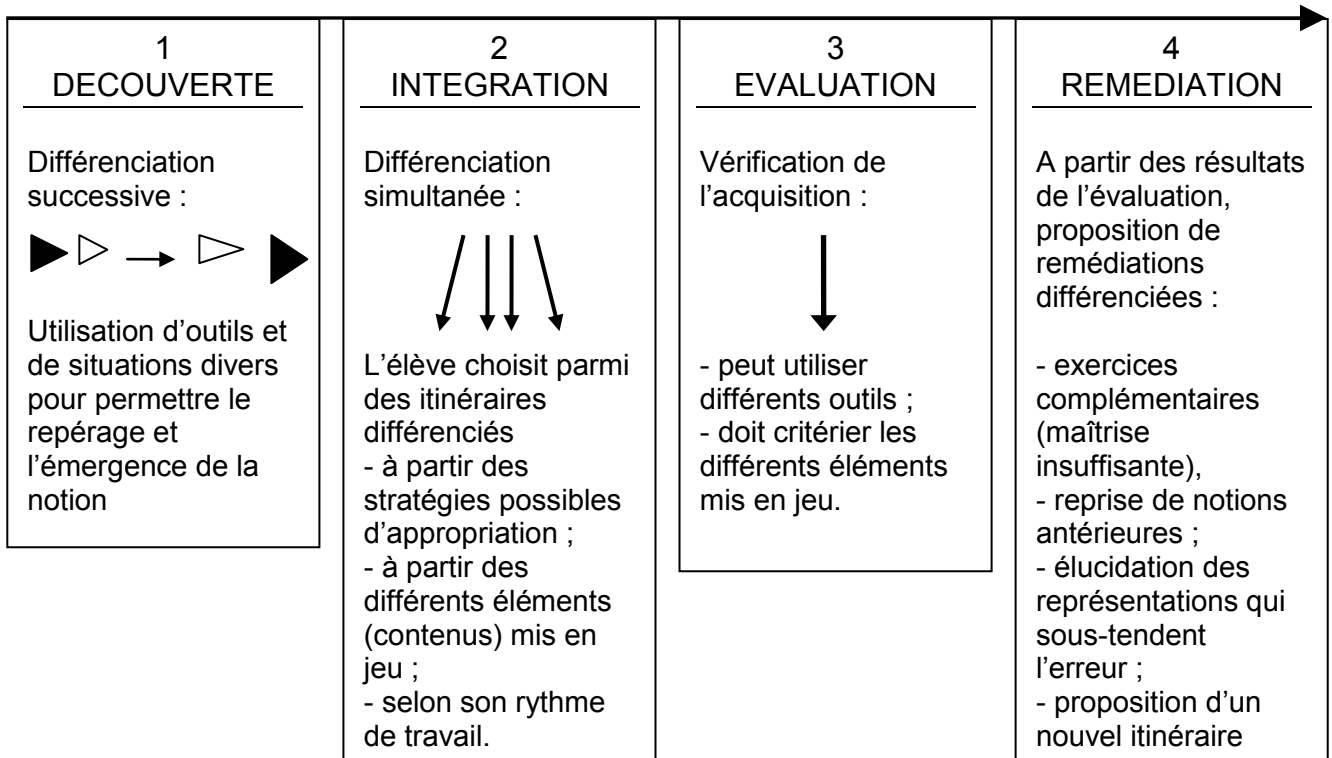 1
DECOUVERTE
Différenciation
successive :
Utilisation d'outils et
de situations divers
pour permettre le
repérage et
l'émergence de la
notion
2
INTEGRATION
Différenciation
simultanée :
L'élève choisit parmi
des itinéraires
différenciés
- à partir des
stratégies possibles
d'appropriation ;
- à partir des
différents éléments
(contenus) mis en
jeu ;
- selon son rythme
de travail.
3
EVALUATION
Vérification de
l'acquisition :
- peut utiliser
différents outils ;
- doit critérier les
différents éléments
mis en jeu.
4
REMEDIATION
A partir des résultats
de l'évaluation,
proposition de
remédiations
différenciées :
- exercices
complémentaires
(maîtrise
insuffisante),
- reprise de notions
antérieures ;
- élucidation des
représentations qui
sous-tendent
l'erreur ;
- proposition d'un
nouvel itinéraire